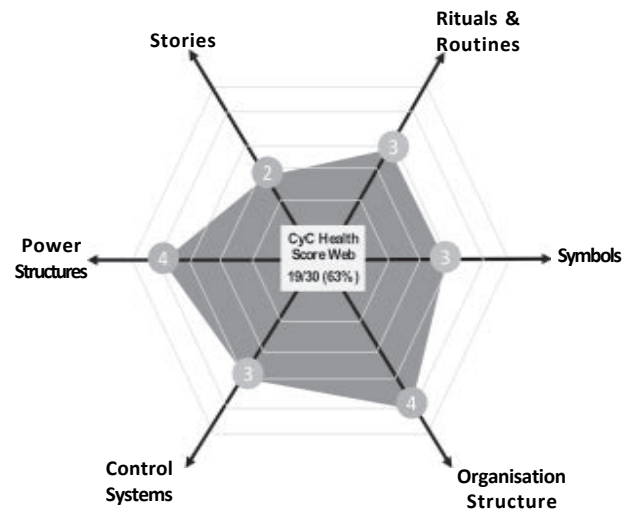 Rituals &
Routines
Stories
3
2
CyC Health
Score Web
19/30 (63%)
Power
Structures
4
3
Symbols
3
4
Control
Systems
Organisation
Structure